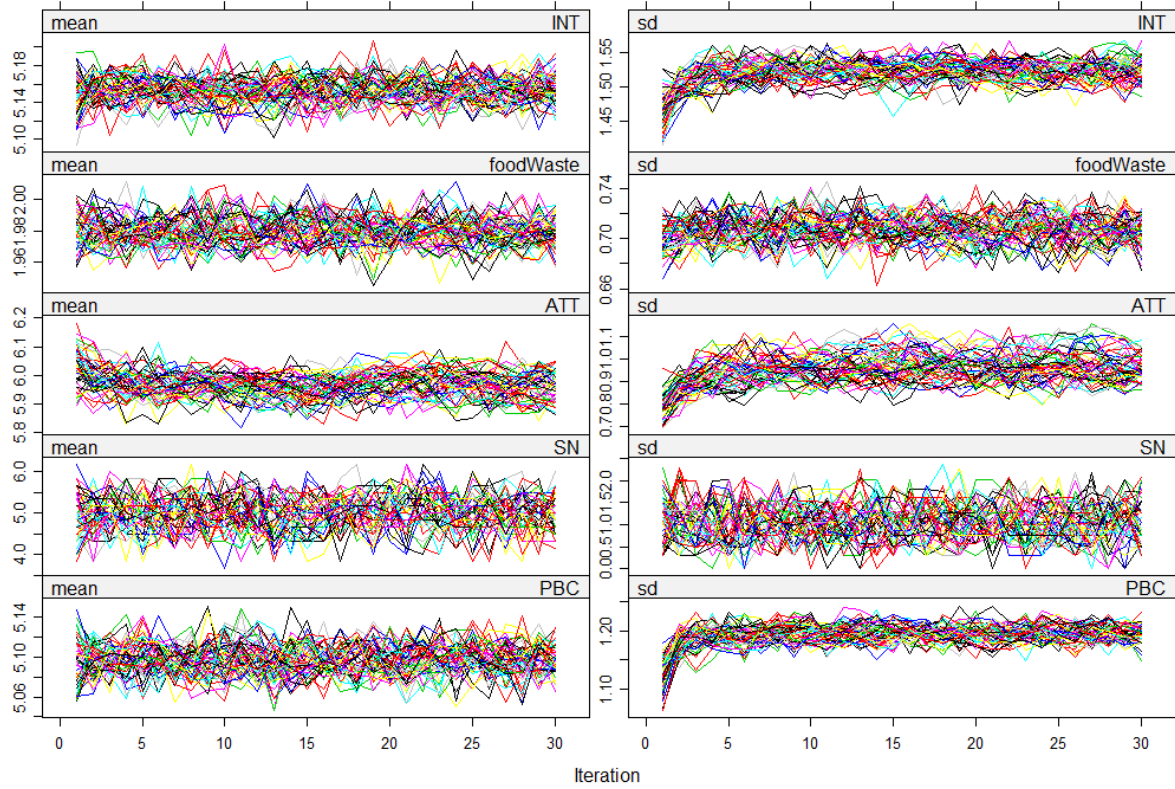 mean INT
sd INT
5.10 5.14 5.18
1.45 1.50 1.55
mean foodWaste
sd foodWaste
1.96 1.98 2.00
0.66 0.70 0.74
mean ATT
sd ATT
5.8 5.9 6.0 6.1 6.2
0.7 0.8 0.9 1.0 1.1
mean SN
sd SN
4.0 5.0 6.0
0.0 0.5 1.0 1.5 2.0
mean PBC
sd PBC
5.06 5.10 5.14
1.10 1.20
0 5 10 15 20 25 30
0 5 10 15 20 25 30
Iteration